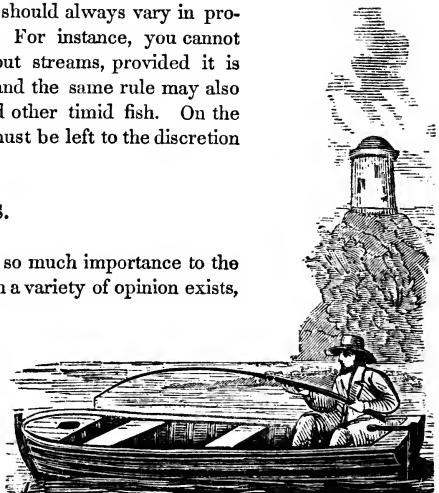 should always vary in pro-
For instance, you cannot
out streams, provided it is
and the same rule may also
d other timid fish. On the
must be left to the discretion
S.
so much importance to the
h a variety of opinion exists,